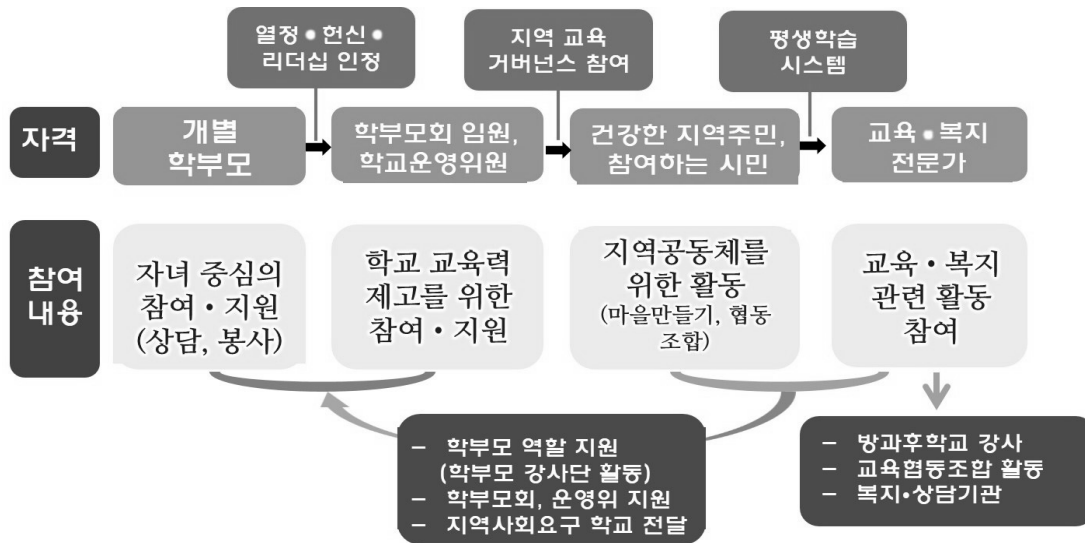 열정•헌신•
리더십 인정
지역 교육
거버넌스 참여
평생학습
시스템
자격
개별
학부모
학부모회 임원,
학교운영위원
건강한 지역주민,
참여하는 시민
교육•복지
전문가
참여
내용
자녀 중심의
참여・지원
(상담, 봉사)
학교 교육력
제고를 위한
참여・지원
지역공동체를
위한 활동
(마을만들기, 협동
조합)
교육・복지
관련 활동
참여
– 학부모 역할 지원
(학부모 강사단 활동)
– 학부모회, 운영위 지원
– 지역사회요구 학교 전달
– 방과후학교 강사
– 교육협동조합 활동
– 복지•상담기관